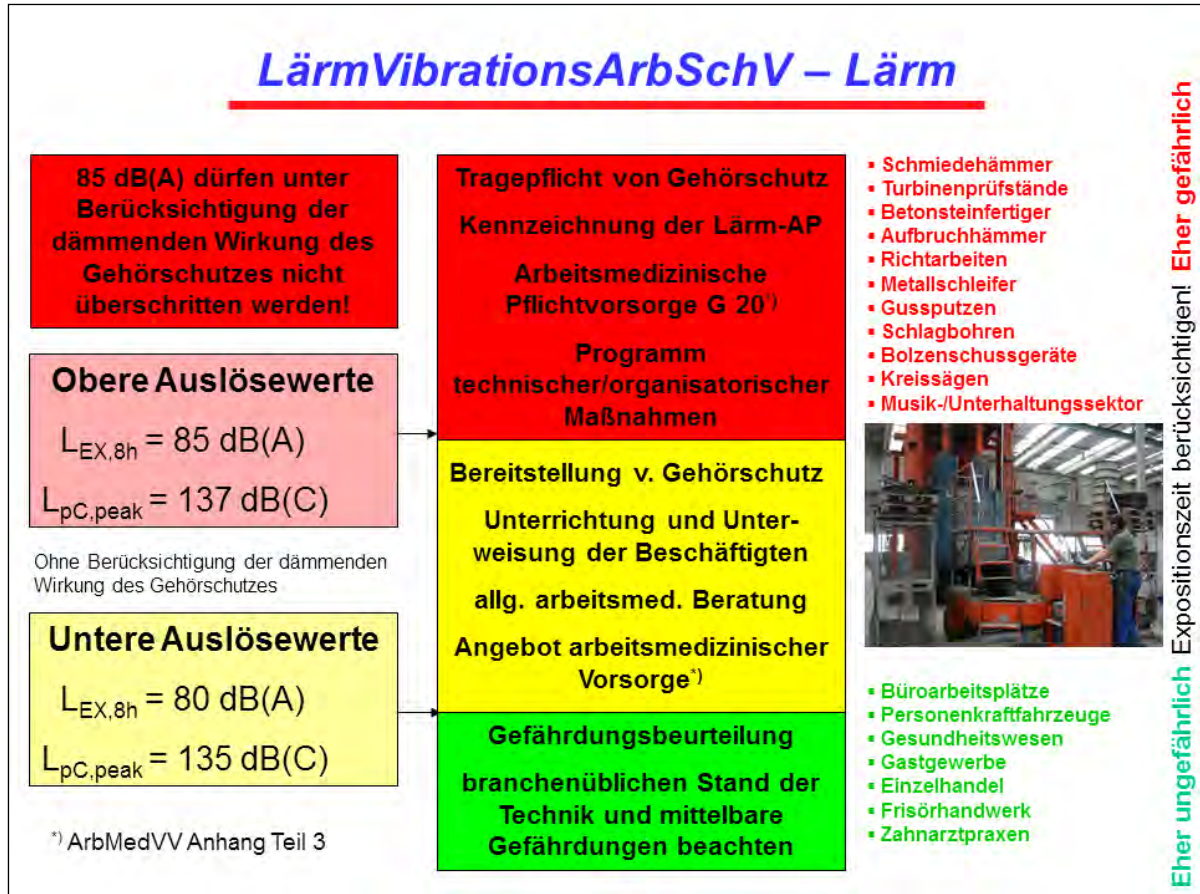 LärmVibrationsArbSchV – Lärm
85 dB(A) dürfen unter
Berücksichtigung der
dämmenden Wirkung des
Gehörschutzes nicht
überschritten werden!
Obere Auslösewerte
L_EX,8h = 85 dB(A)
L_pC,peak = 137 dB(C)
Ohne Berücksichtigung der dämmenden
Wirkung des Gehörschutzes
Untere Auslösewerte
L_EX,8h = 80 dB(A)
L_pC,peak = 135 dB(C)
*) ArbMedVV Anhang Teil 3
Tragepflicht von Gehörschutz
Kennzeichnung der Lärm-AP
Arbeitsmedizinische
Pflichtvorsorge G 20*)
Programm
technischer/organisatorischer
Maßnahmen
Bereitstellung v. Gehörschutz
Unterrichtung und Unter-
weisung der Beschäftigten
allg. arbeitsmed. Beratung
Angebot arbeitsmedizinischer
Vorsorge*)
Gefährdungsbeurteilung
branchenüblichen Stand der
Technik und mittelbare
Gefährdungen beachten
▪ Schmiedehämmer
▪ Turbinenprüfstände
▪ Betonsteinfertiger
▪ Aufbruchhämmer
▪ Richtarbeiten
▪ Metallschleifer
▪ Gussputzen
▪ Schlagbohren
▪ Bolzenschussgeräte
▪ Kreissägen
▪ Musik-/Unterhaltungssektor
▪ Büroarbeitsplätze
▪ Personenkraftfahrzeuge
▪ Gesundheitswesen
▪ Gastgewerbe
▪ Einzelhandel
▪ Frisörhandwerk
▪ Zahnarztpraxen
Eher ungefährlich Expositionszeit berücksichtigen! Eher gefährlich